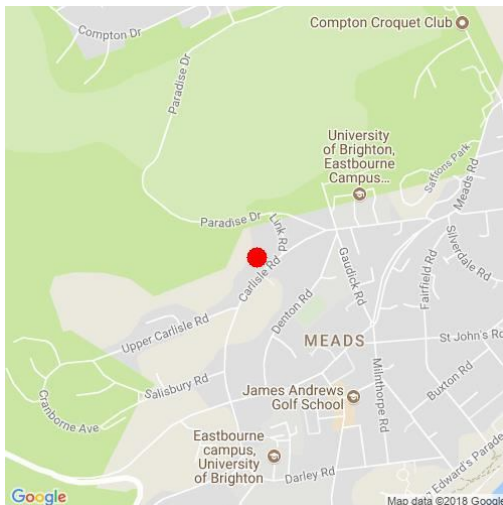 Compton Croquet Club
Compton Dr
Paradise Dr
University
of Brighton,
Eastbourne
Campus...
Saffrons Park
Meads Rd
Paradise Dr
Link Rd
Silverdale Rd
Carlisle Rd
Gaudick Rd
Fairfield Rd
Denton Rd
Upper Carlisle Rd
MEADS
St John's Rd
Salisbury Rd
Milnthorpe Rd
Buxton Rd
James Andrews
Golf School
Cranborne Ave
Eastbourne
campus,
University
of Brighton
Darley Rd
Edward's Parade
Google
Map data ©2018 Google